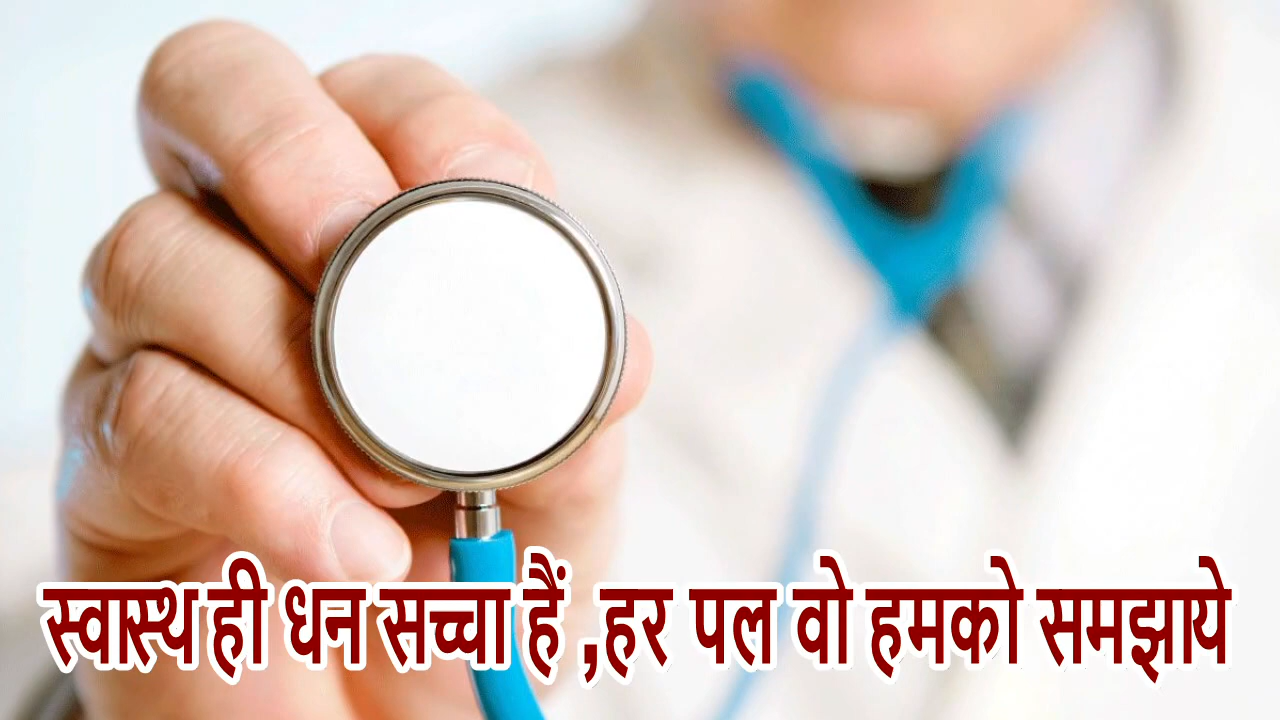 स्वास्थ ही धन सच्चा हैं ,हर पल वो हमको समझाये